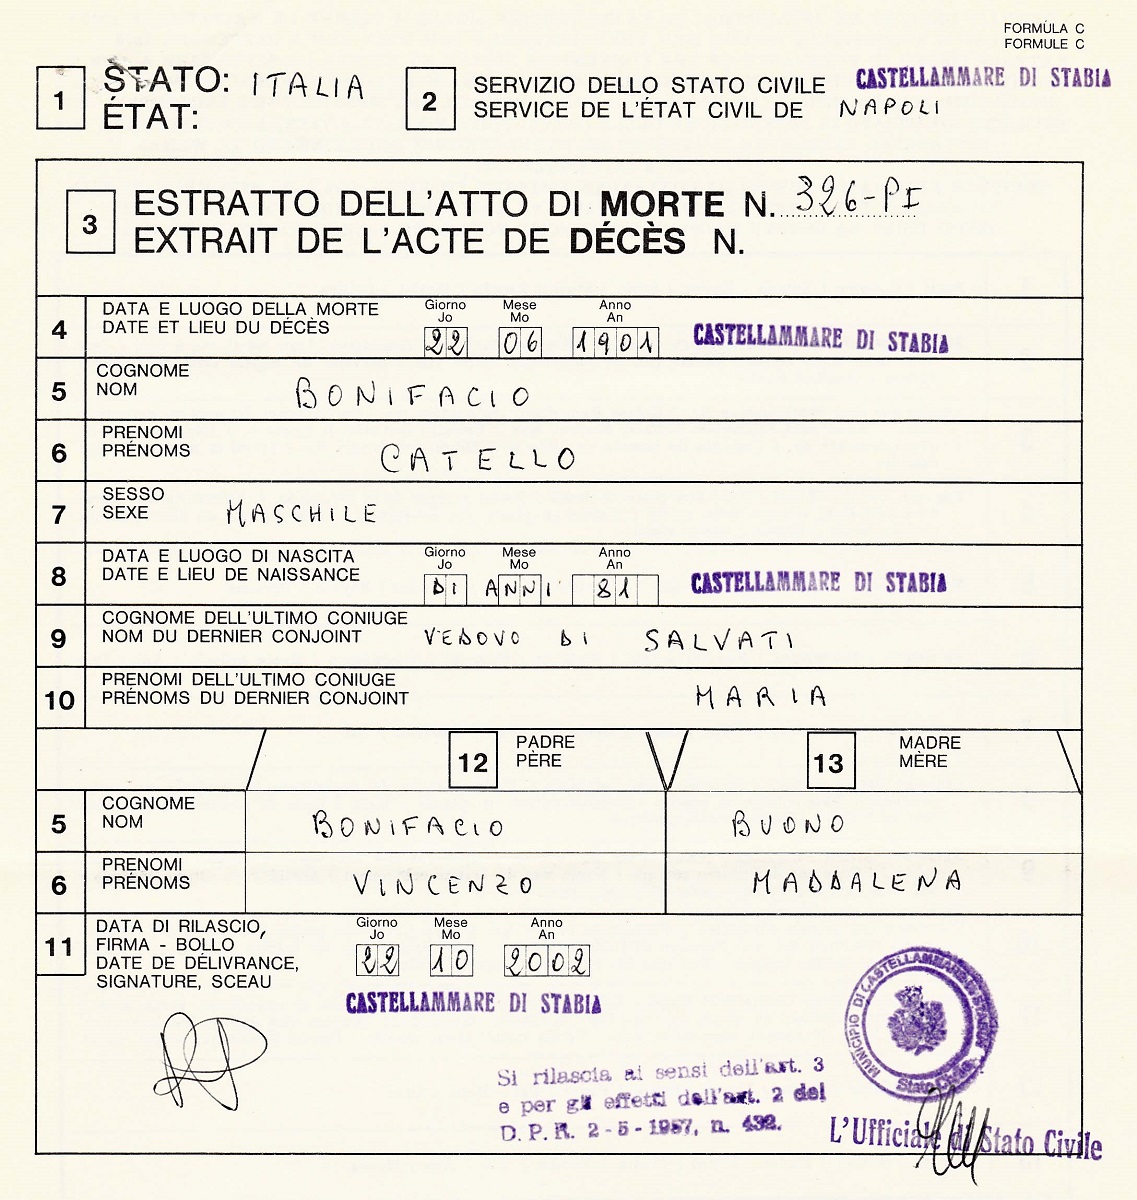 FORMULA C
FORMULE C
1 STATO: ITALIA
ÉTAT:
2 SERVIZIO DELLO STATO CIVILE CASTELLAMMARE DI STABIA
SERVICE DE L'ÉTAT CIVIL DE NAPOLI
3 ESTRATTO DELL'ATTO DI MORTE N. 326-PI
EXTRAIT DE L'ACTE DE DÉCÈS N.
4 DATA E LUOGO DELLA MORTE
DATE ET LIEU DU DÉCÈS
Giorno Mese Anno
Jo Mo An
22 06 1901 CASTELLAMMARE DI STABIA
5 COGNOME
NOM
BONIFACIO
6 PRENOMI
PRÉNOMS
CATELLO
7 SESSO
SEXE
MASCHILE
8 DATA E LUOGO DI NASCITA
DATE E LIEU DE NAISSANCE
Giorno Mese Anno
Jo Mo An
DI ANNI 81 CASTELLAMMARE DI STABIA
9 COGNOME DELL'ULTIMO CONIUGE
NOM DU DERNIER CONJOINT
VEDOVO DI SALVATI
10 PRENOMI DELL'ULTIMO CONIUGE
PRÉNOMS DU DERNIER CONJOINT
MARIA
12 PADRE
PÈRE
13 MADRE
MÈRE
5 COGNOME
NOM
BONIFACIO BUONO
6 PRENOMI
PRÉNOMS
VINCENZO MADDALENA
11 DATA DI RILASCIO,
FIRMA - BOLLO
DATE DE DÉLIVRANCE,
SIGNATURE, SCEAU
Giorno Mese Anno
Jo Mo An
22 10 2002
CASTELLAMMARE DI STABIA
MUNICIPIO DI CASTELLAMMARE DI STABIA
Stato Civile
Si rilascia ai sensi dell'art. 3
e per gli effetti dell'art. 2 del
D.P.R. 2-5-1957, n. 432.
L'Ufficiale di Stato Civile